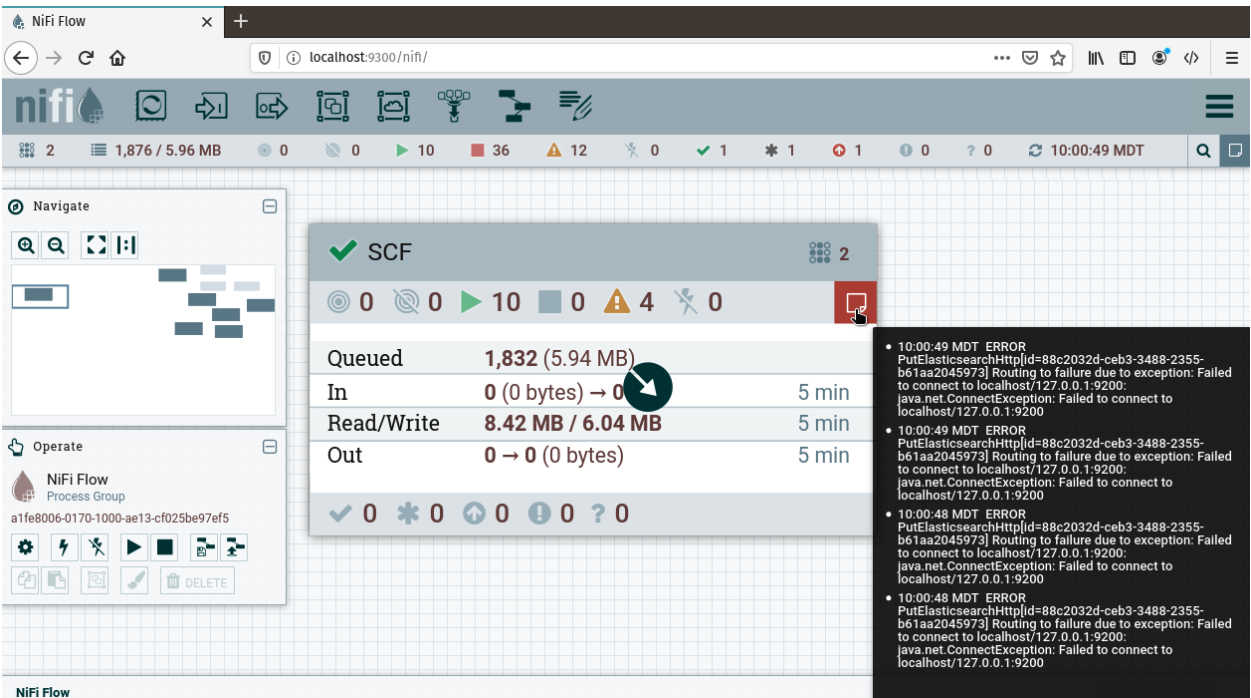 NiFi Flow
localhost:9300/nifi/
nifi
2 1,876 / 5.96 MB 0 0 10 36 12 0 1 1 1 0 ? 0 10:00:49 MDT
Navigate
Operate
NiFi Flow
Process Group
a1fe8006-0170-1000-ae13-cf025be97ef5
DELETE
SCF 2
0 0 10 0 4 0
Queued 1,832 (5.94 MB)
In 0 (0 bytes) → 0 5 min
Read/Write 8.42 MB / 6.04 MB 5 min
Out 0 → 0 (0 bytes) 5 min
0 0 0 0 ? 0
• 10:00:49 MDT ERROR
PutElasticsearchHttp[id=88c2032d-ceb3-3488-2355-
b61aa2045973] Routing to failure due to exception: Failed
to connect to localhost/127.0.0.1:9200:
java.net.ConnectException: Failed to connect to
localhost/127.0.0.1:9200
• 10:00:49 MDT ERROR
PutElasticsearchHttp[id=88c2032d-ceb3-3488-2355-
b61aa2045973] Routing to failure due to exception: Failed
to connect to localhost/127.0.0.1:9200:
java.net.ConnectException: Failed to connect to
localhost/127.0.0.1:9200
• 10:00:48 MDT ERROR
PutElasticsearchHttp[id=88c2032d-ceb3-3488-2355-
b61aa2045973] Routing to failure due to exception: Failed
to connect to localhost/127.0.0.1:9200:
java.net.ConnectException: Failed to connect to
localhost/127.0.0.1:9200
• 10:00:48 MDT ERROR
PutElasticsearchHttp[id=88c2032d-ceb3-3488-2355-
b61aa2045973] Routing to failure due to exception: Failed
to connect to localhost/127.0.0.1:9200:
java.net.ConnectException: Failed to connect to
localhost/127.0.0.1:9200
NiFi Flow